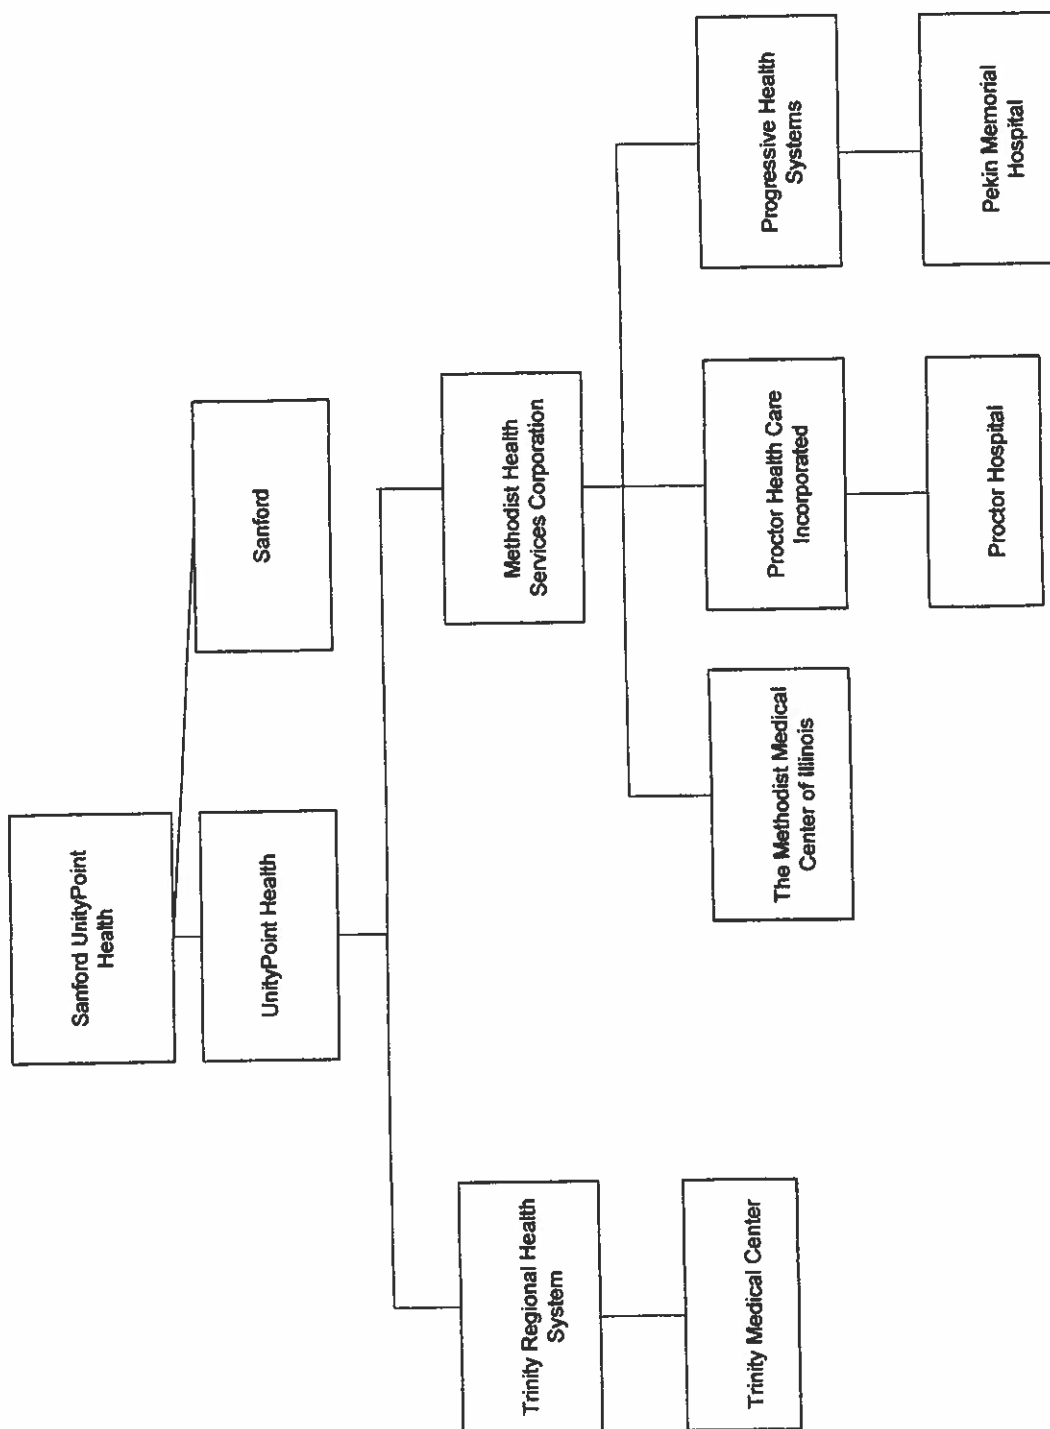 Sanford UnityPoint
Health
UnityPoint Health
Sanford
Trinity Regional Health
System
Methodist Health
Services Corporation
Trinity Medical Center
The Methodist Medical
Center of Illinois
Proctor Health Care
Incorporated
Progressive Health
Systems
Proctor Hospital
Pekin Memorial
Hospital